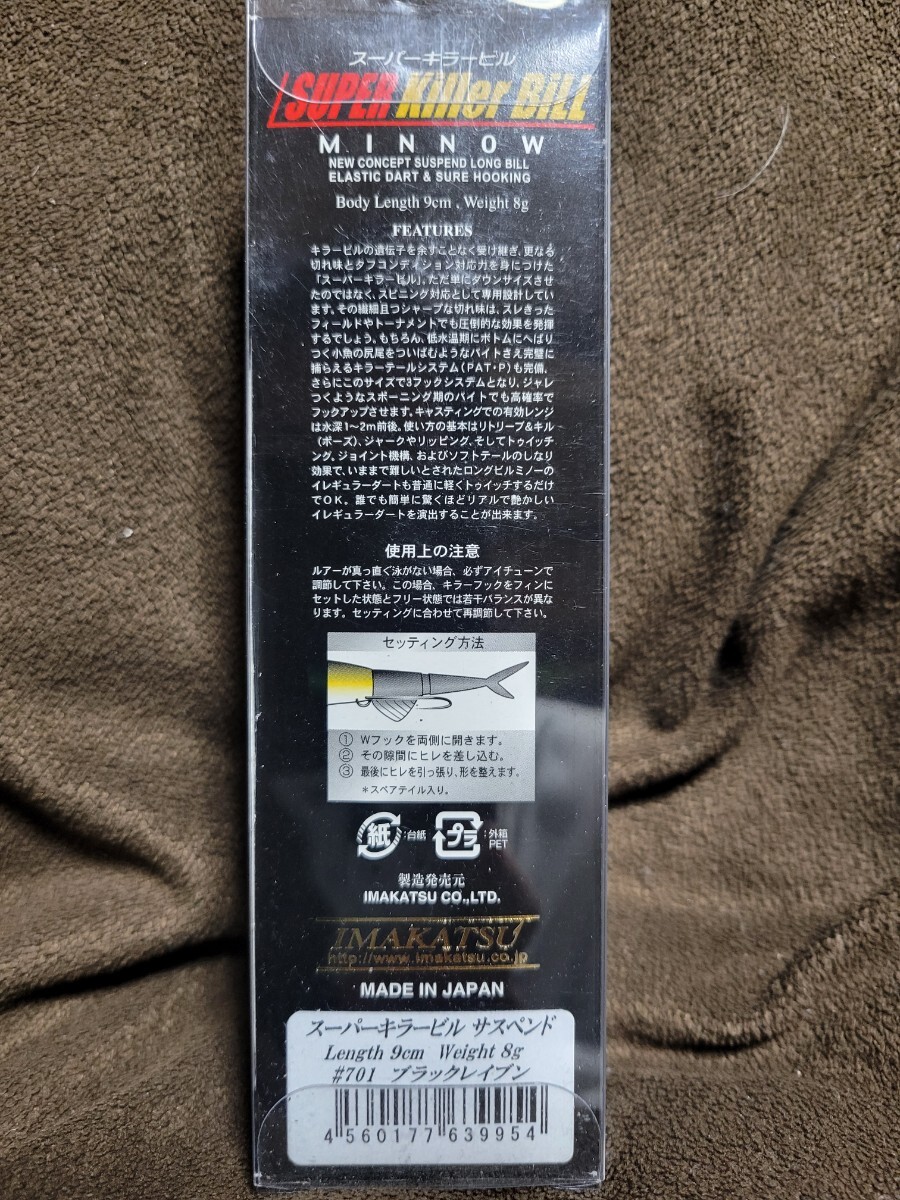 スーパーキラービル
SUPER Killer BILL
MINNOW
NEW CONCEPT SUSPEND LONG BILL
ELASTIC DART & SURE HOOKING
Body Length 9cm , Weight 8g
FEATURES
キラービルの遺伝子を余すことなく受け継ぎ、更なる
切れ味とタフコンディション対応力を身につけた
「スーパーキラービル」。ただ単にダウンサイズさせ
たのではなく、スピニング対応として専用設計してい
ます。その繊細且つシャープな切れ味は、スレきった
フィールドやトーナメントでも圧倒的な効果を発揮
するでしょう。もちろん、低水温期にボトムにへばり
つく小魚の尻尾をついばむようなバイトさえ完璧に
捕らえるキラーテールシステム(PAT・P)も完備。
さらにこのサイズで3フックシステムとなり、ジャレ
つくようなスポーニング期のバイトでも高確率で
フックアップさせます。キャスティングでの有効レンジ
は水深1〜2m前後。使い方の基本はリトリーブ&キル
(ポーズ)、ジャークやリッピング、そしてトゥイッチ
ング。ジョイント機構、およびソフトテールのしなり
効果で、いままで難しいとされたロングビルミノーの
イレギュラーダートも普通に軽くトゥイッチするだけ
でOK。誰でも簡単に驚くほどリアルで艶かしい
イレギュラーダートを演出することが出来ます。
使用上の注意
ルアーが真っ直ぐ泳がない場合、必ずアイチューンで
調節して下さい。この場合、キラーフックをフィンに
セットした状態とフリー状態では若干バランスが異な
ります。セッティングに合わせて再調節して下さい。
セッティング方法
① Wフックを両側に開きます。
② その隙間にヒレを差し込む。
③ 最後にヒレを引っ張り、形を整えます。
＊スペアテイル入り。
紙 :台紙 プラ :外箱
PET
製造発売元
IMAKATSU CO.,LTD.
IMAKATSU
http://www.imakatsu.co.jp
MADE IN JAPAN
スーパーキラービル サスペンド
Length 9cm Weight 8g
#701 ブラックレイブン
4 560177 639954